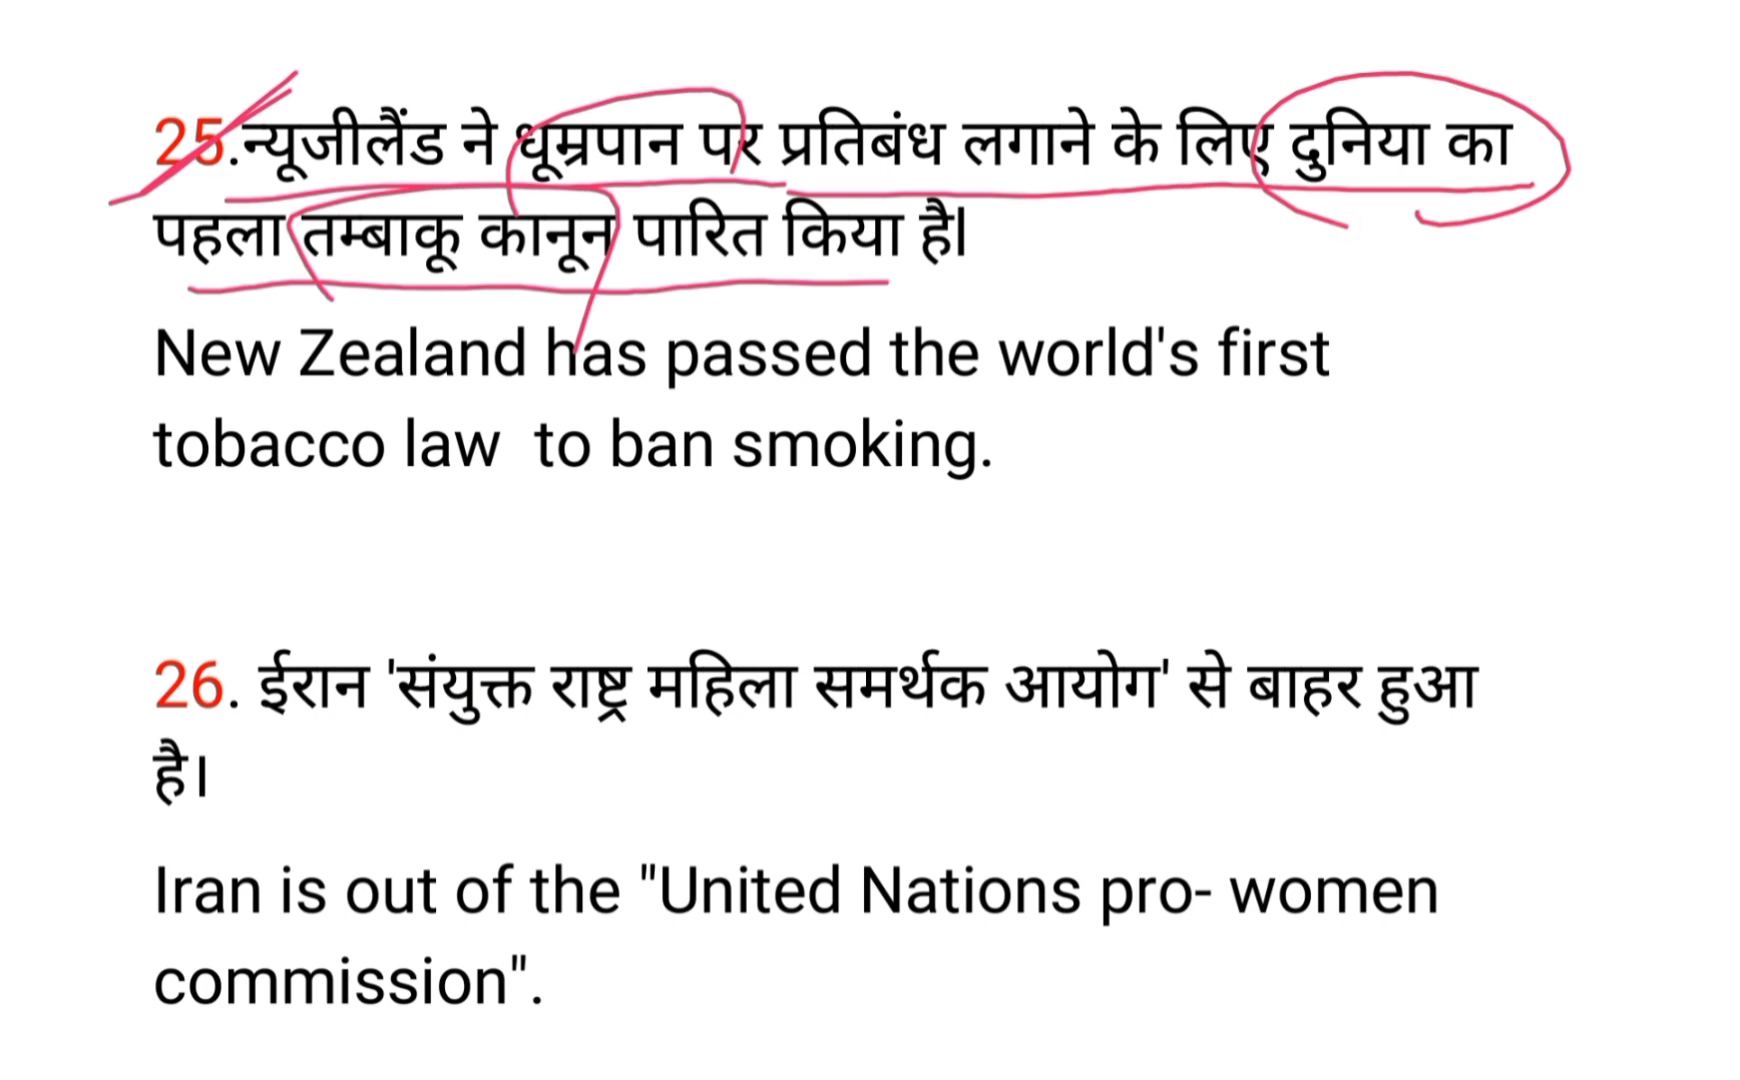 25.न्यूजीलैंड ने धूम्रपान पर प्रतिबंध लगाने के लिए दुनिया का
पहला तम्बाकू कानून पारित किया है|
New Zealand has passed the world's first
tobacco law  to ban smoking.
26. ईरान 'संयुक्त राष्ट्र महिला समर्थक आयोग' से बाहर हुआ
है।
Iran is out of the "United Nations pro- women
commission".